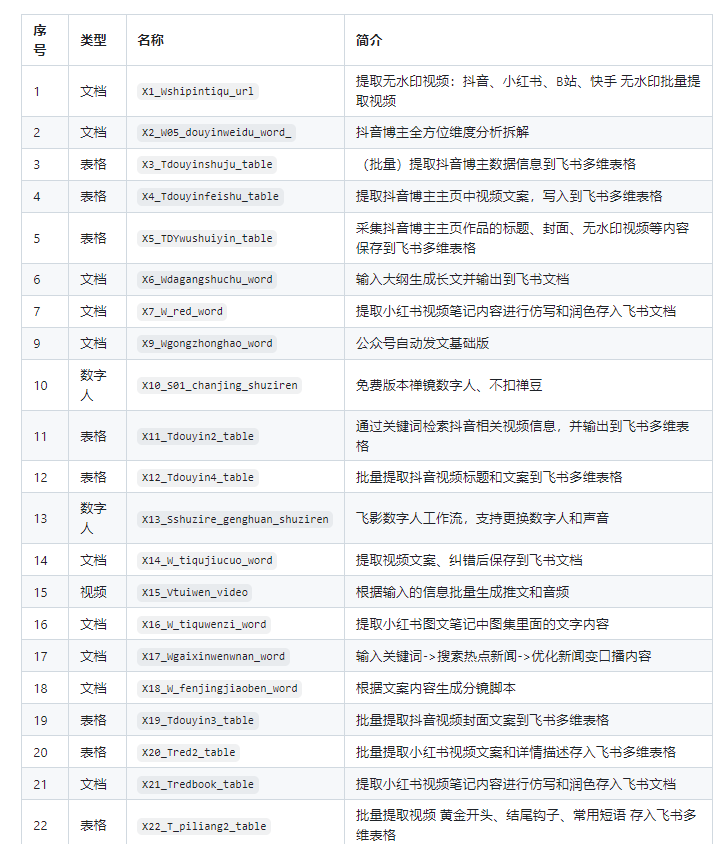 序号 类型 名称 简介
1 文档 X1_Wshipintiqu_url 提取无水印视频：抖音、小红书、B站、快手 无水印批量提取视频
2 文档 X2_W05_douyinweidu_word_ 抖音博主全方位维度分析拆解
3 表格 X3_Tdouyinshuju_table （批量）提取抖音博主数据信息到飞书多维表格
4 表格 X4_Tdouyinfeishu_table 提取抖音博主主页中视频文案，写入到飞书多维表格
5 表格 X5_TDYwushuiyin_table 采集抖音博主主页作品的标题、封面、无水印视频等内容保存到飞书多维表格
6 文档 X6_Wdagangshuchu_word 输入大纲生成长文并输出到飞书文档
7 文档 X7_W_red_word 提取小红书视频笔记内容进行仿写和润色存入飞书文档
9 文档 X9_Wgongzhonghao_word 公众号自动发文基础版
10 数字人 X10_S01_chanjing_shuziren 免费版本禅镜数字人、不扣禅豆
11 表格 X11_Tdouyin2_table 通过关键词检索抖音相关视频信息，并输出到飞书多维表格
12 表格 X12_Tdouyin4_table 批量提取抖音视频标题和文案到飞书多维表格
13 数字人 X13_Sshuzire_genghuan_shuziren 飞影数字人工作流，支持更换数字人和声音
14 文档 X14_W_tiqujiucuo_word 提取视频文案、纠错后保存到飞书文档
15 视频 X15_Vtuiwen_video 根据输入的信息批量生成推文和音频
16 文档 X16_W_tiquwenzi_word 提取小红书图文笔记中图集里面的文字内容
17 文档 X17_Wgaixinwenwnan_word 输入关键词->搜索热点新闻->优化新闻变口播内容
18 文档 X18_W_fenjingjiaoben_word 根据文案内容生成分镜脚本
19 表格 X19_Tdouyin3_table 批量提取抖音视频封面文案到飞书多维表格
20 表格 X20_Tred2_table 批量提取小红书视频文案和详情描述存入飞书多维表格
21 文档 X21_Tredbook_table 提取小红书视频笔记内容进行仿写和润色存入飞书文档
22 表格 X22_T_piliang2_table 批量提取视频 黄金开头、结尾钩子、常用短语 存入飞书多维表格